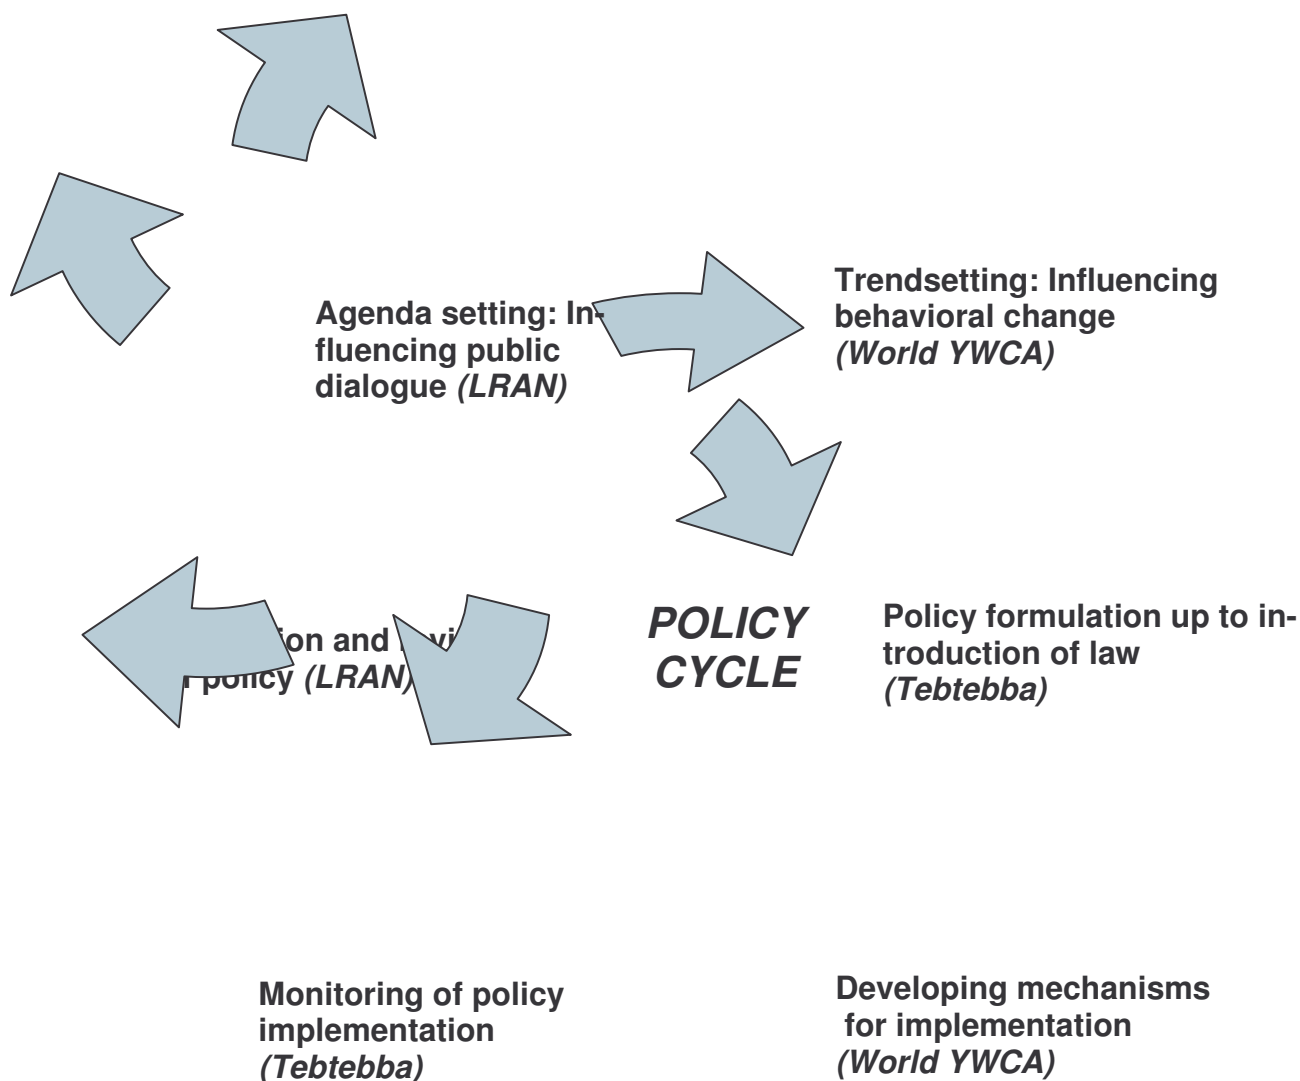 Agenda setting: In-
fluencing public
dialogue (LRAN)
Trendsetting: Influencing
behavioral change
(World YWCA)
and
policy (LRAN)
POLICY
CYCLE
Policy formulation up to in-
troduction of law
(Tebtebba)
Monitoring of policy
implementation
(Tebtebba)
Developing mechanisms
for implementation
(World YWCA)